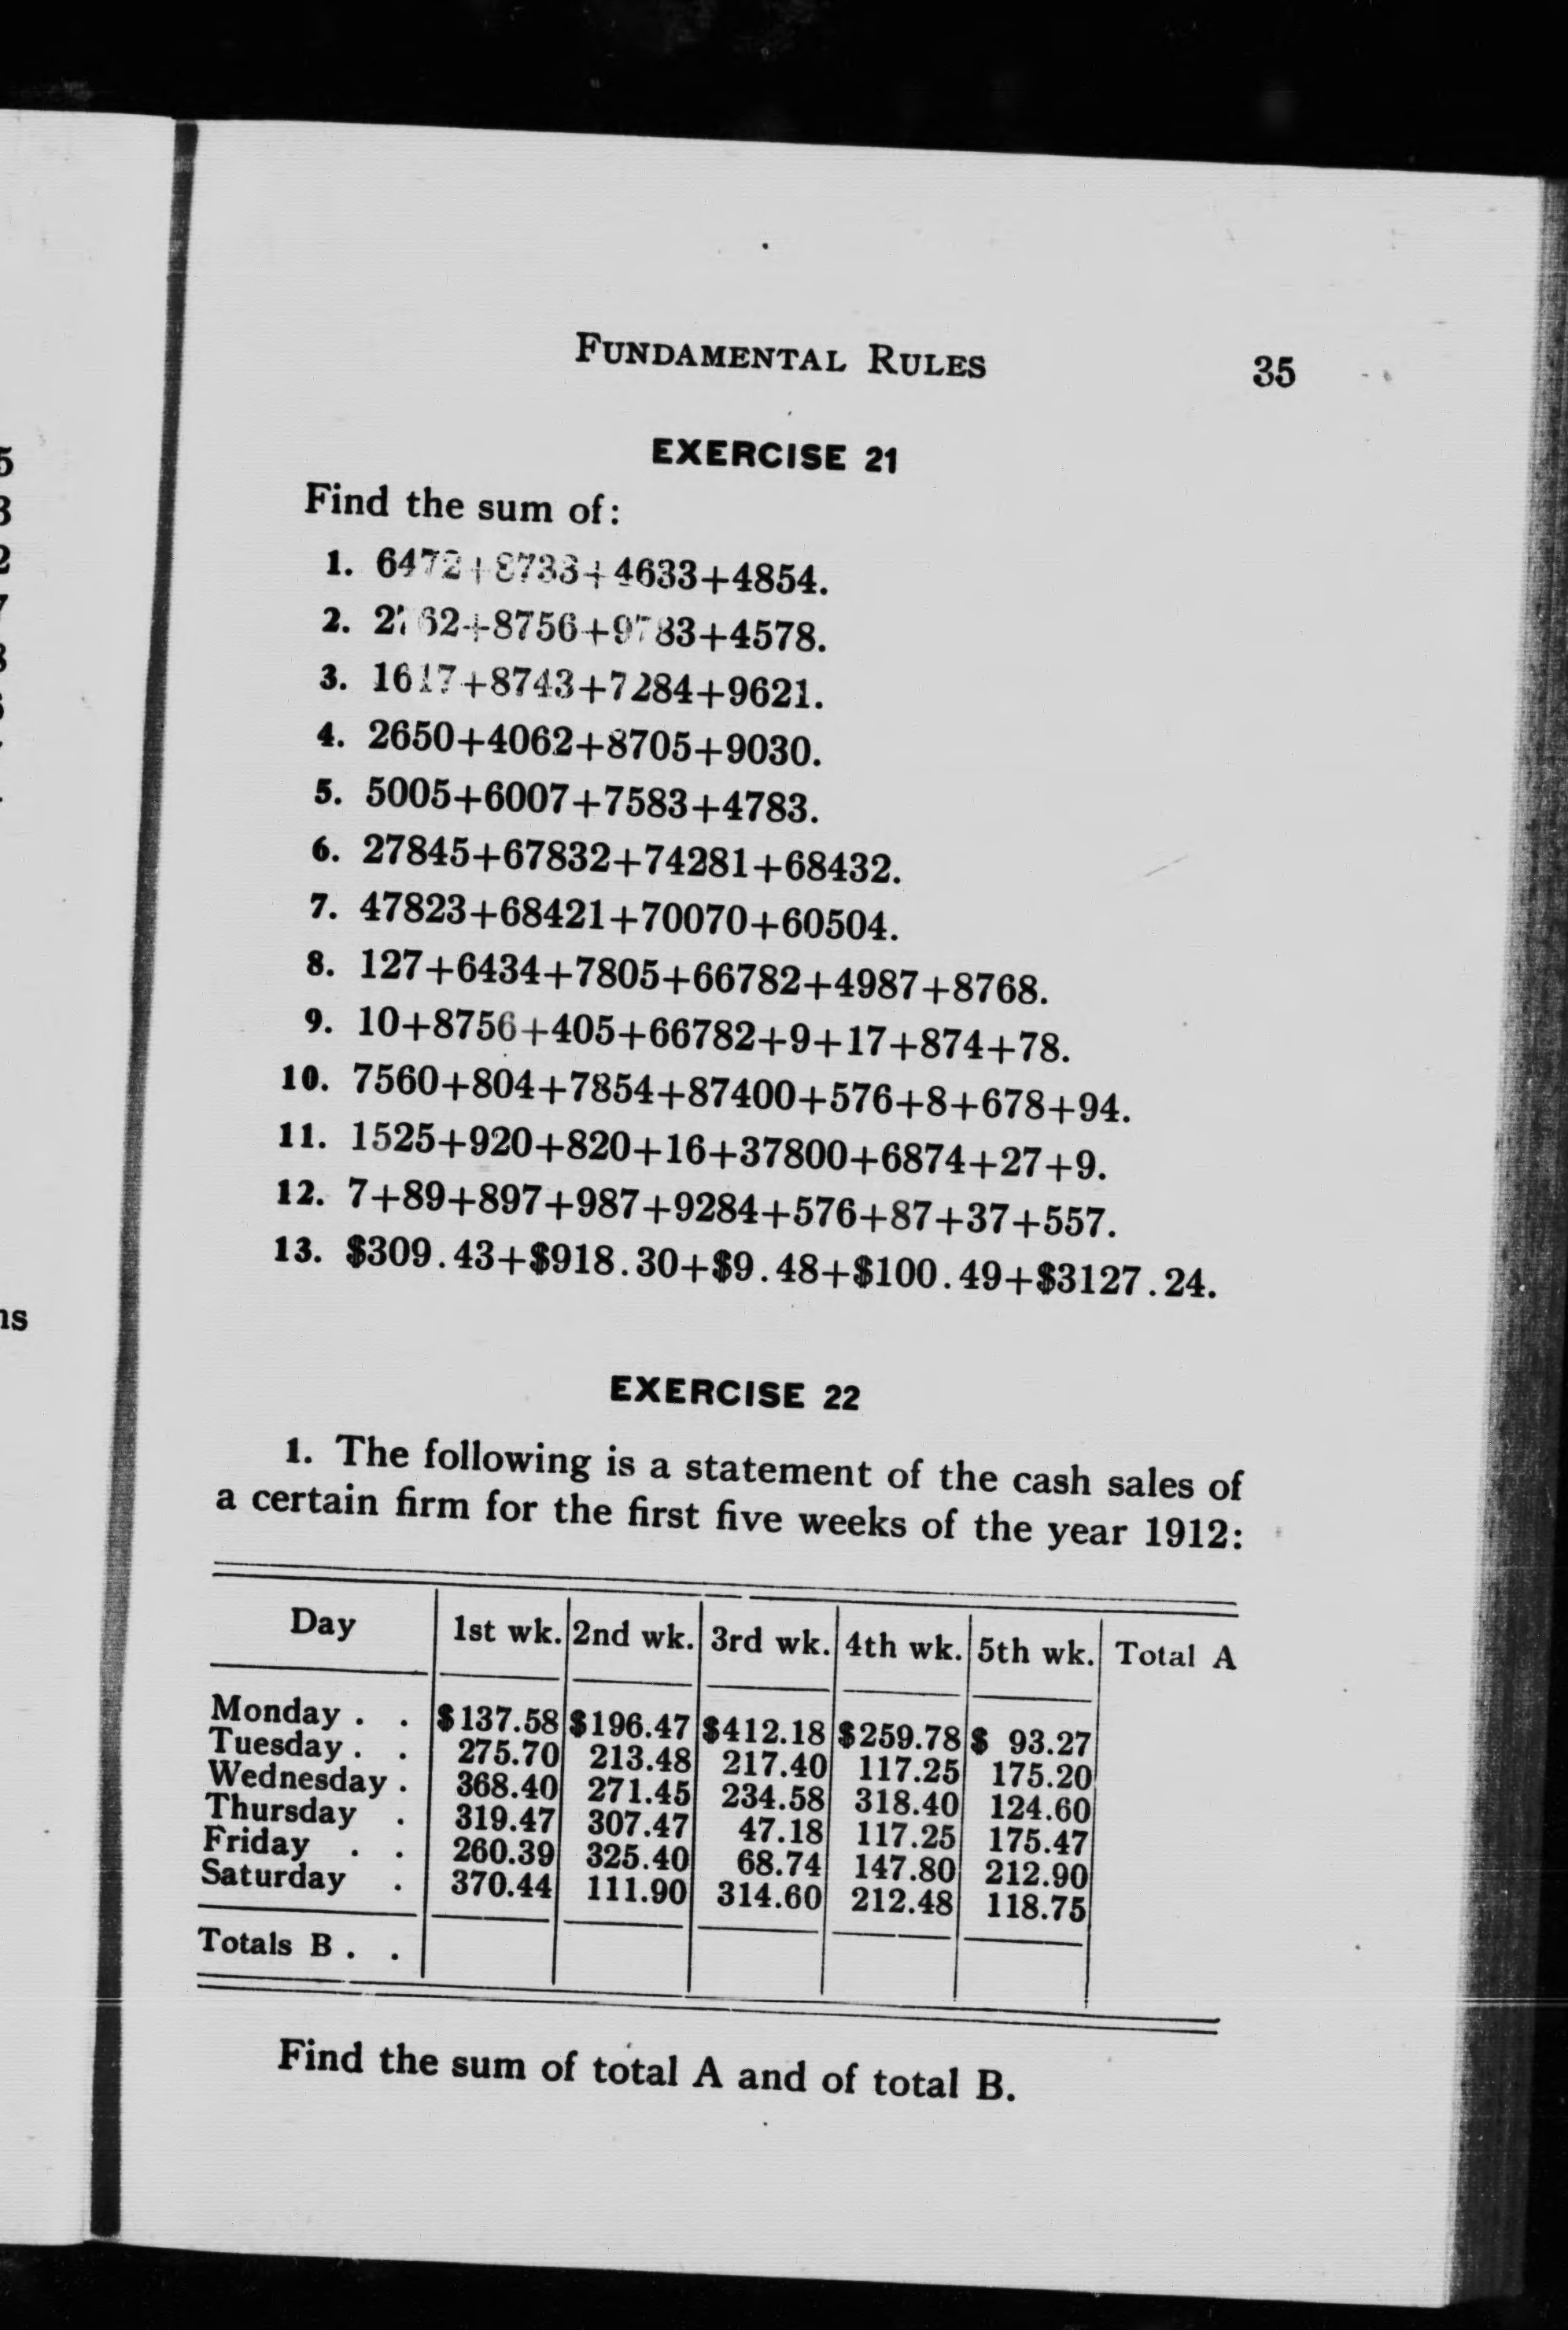 FUNDAMENTAL RULES 35
EXERCISE 21
Find the sum of:
1. 6472+8733+4633+4854.
2. +8756+9783+4578.
3. 1617+8743+7284+9621.
4. 2650+4062+8705+9030.
5. 5005+6007+7583+4783.
6. 27845+67832+74281+68432.
7. 47823+68421+70070+60504.
8. 127+6434+7805+66782+4987+8768.
9. 10+8756+405+66782+9+17+874+78.
10. 7560+804+7854+87400+576+8+678+94.
11. 1525+920+820+16+37800+6874+27+9.
12. 7+89+897+987+9284+576+87+37+557.
13. $309.43+$918.30+$9.48+$100.49+$3127.24.
EXERCISE 22
1. The following is a statement of the cash sales of
a certain firm for the first five weeks of the year 1912:
Day 1st wk. 2nd wk. 3rd wk. 4th wk. 5th wk. Total A
Monday . . $137.58 $196.47 $412.18 $259.78 $ 93.27
Tuesday . . 275.70 213.48 217.40 117.25 175.20
Wednesday . 368.40 271.45 234.58 318.40 124.60
Thursday . 319.47 307.47 47.18 117.25 175.47
Friday . . 260.39 325.40 68.74 147.80 212.90
Saturday . 370.44 111.90 314.60 212.48 118.75
Totals B . .
Find the sum of total A and of total B.